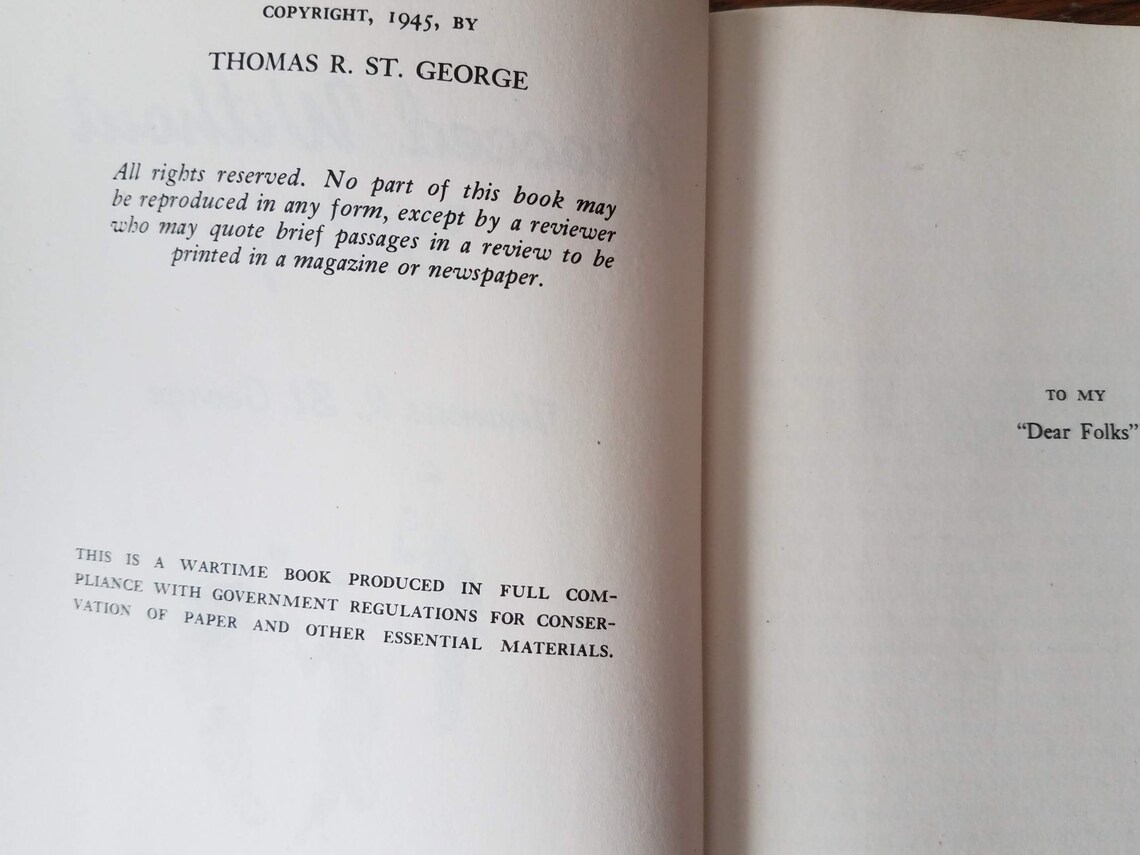 COPYRIGHT, 1945, BY
THOMAS R. ST. GEORGE
All rights reserved. No part of this book may
be reproduced in any form, except by a reviewer
who may quote brief passages in a review to be
printed in a magazine or newspaper.
THIS IS A WARTIME BOOK PRODUCED IN FULL COM-
PLIANCE WITH GOVERNMENT REGULATIONS FOR CONSER-
VATION OF PAPER AND OTHER ESSENTIAL MATERIALS.
TO MY
“Dear Folks”